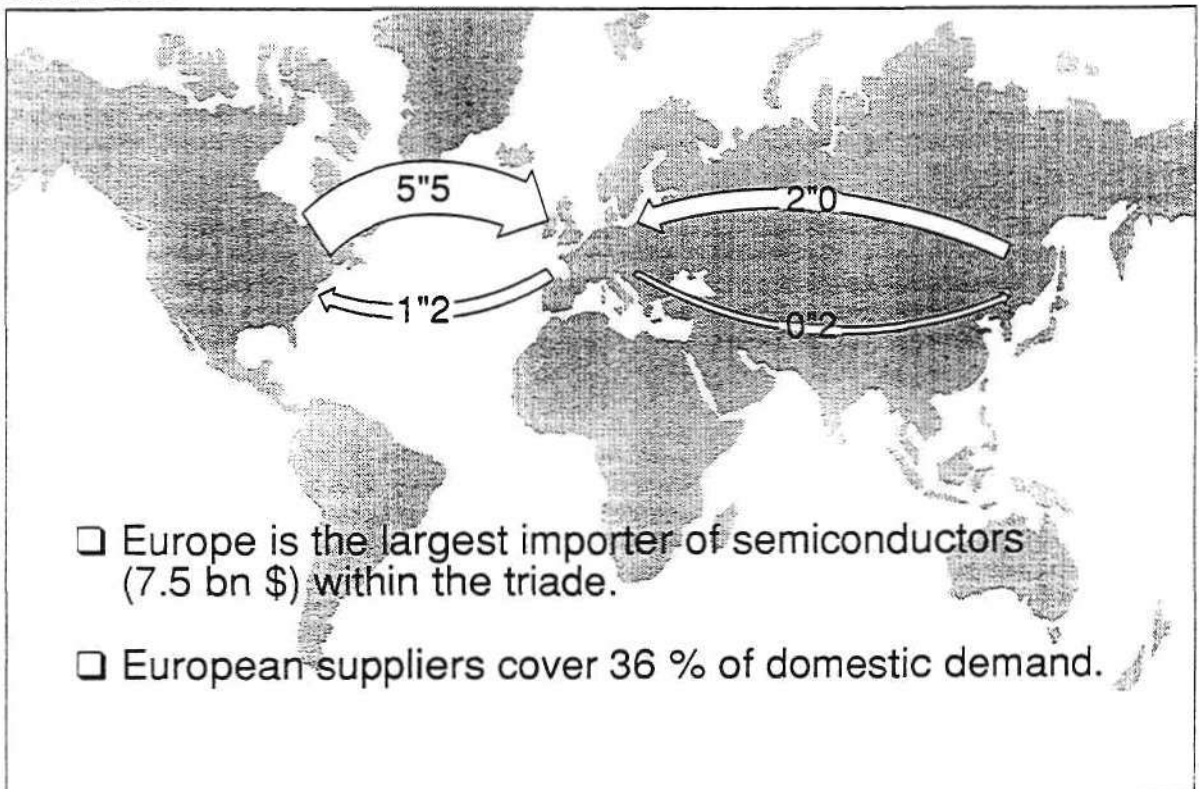 5"5
2"0
1"2
0"2
❑ Europe is the largest importer of semiconductors
(7.5 bn $) within the triade.
❑ European suppliers cover 36 % of domestic demand.